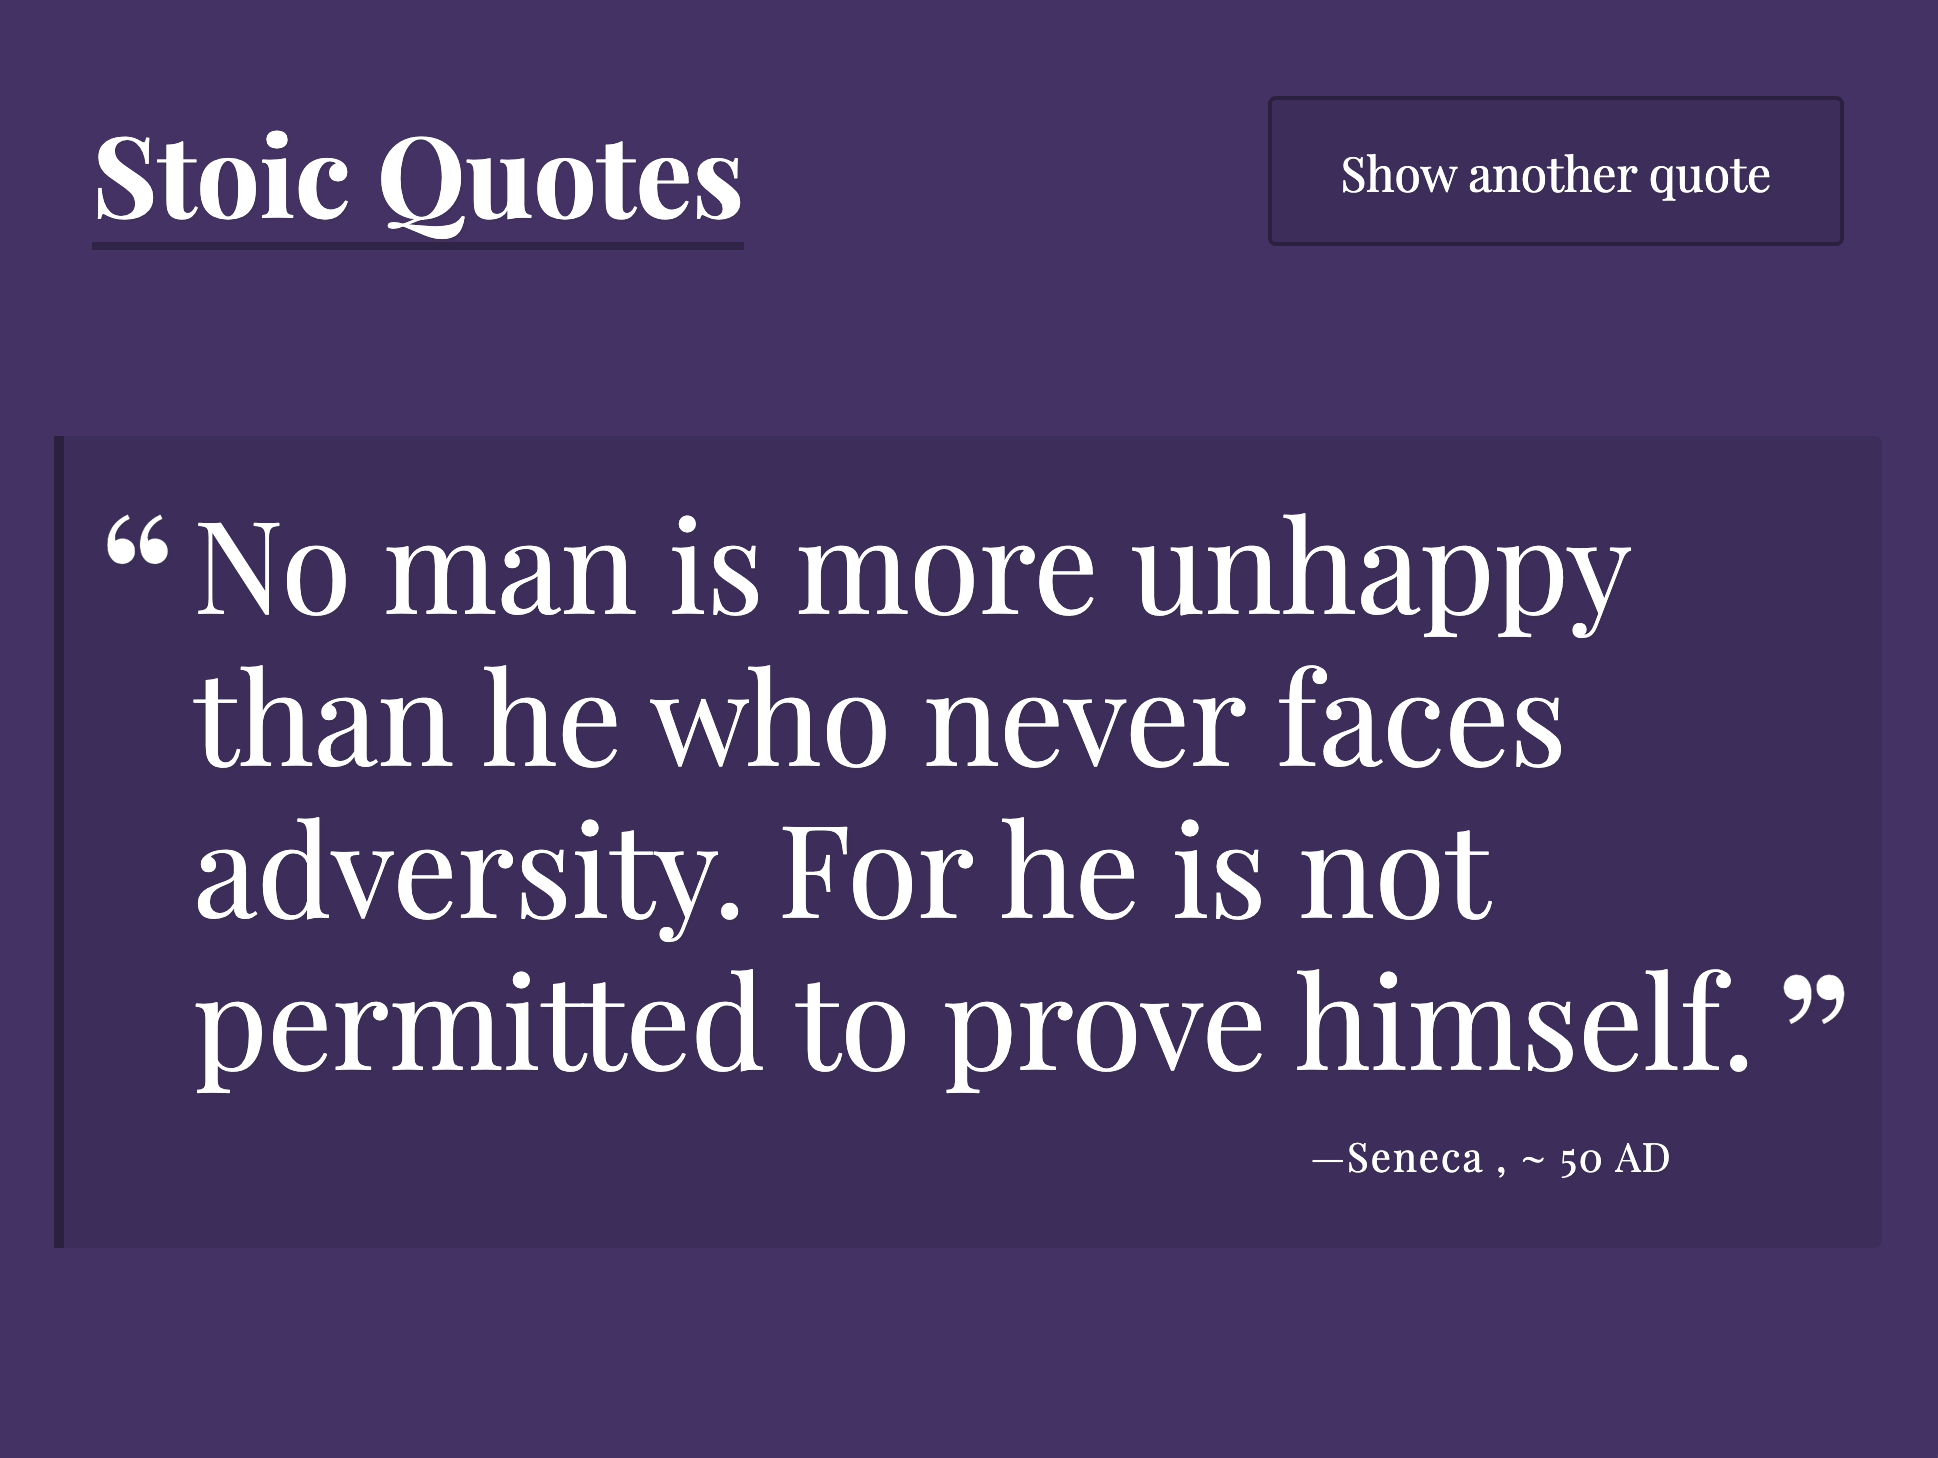 Stoic Quotes
Show another quote
“No man is more unhappy
than he who never faces
adversity. For he is not
permitted to prove himself.”
—Seneca , ~ 50 AD